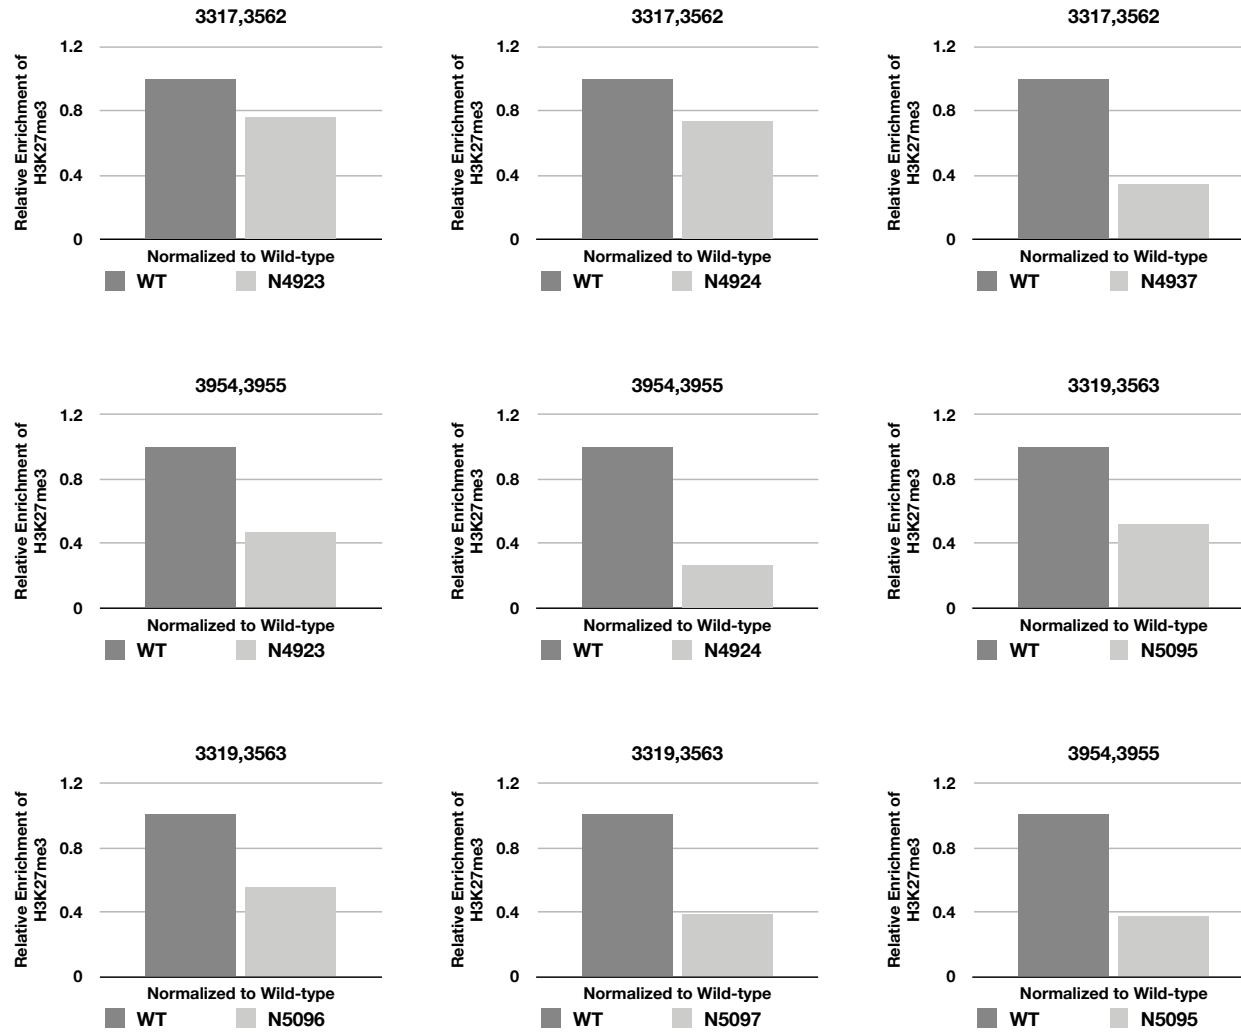 3317,3562
Relative Enrichment of
H3K27me3
1.2
0.8
0.4
0
Normalized to Wild-type
WT N4923
3317,3562
Relative Enrichment of
H3K27me3
1.2
0.8
0.4
0
Normalized to Wild-type
WT N4924
3317,3562
Relative Enrichment of
H3K27me3
1.2
0.8
0.4
0
Normalized to Wild-type
WT N4937
3954,3955
Relative Enrichment of
H3K27me3
1.2
0.8
0.4
0
Normalized to Wild-type
WT N4923
3954,3955
Relative Enrichment of
H3K27me3
1.2
0.8
0.4
0
Normalized to Wild-type
WT N4924
3319,3563
Relative Enrichment of
H3K27me3
1.2
0.8
0.4
0
Normalized to Wild-type
WT N5095
3319,3563
Relative Enrichment of
H3K27me3
1.2
0.8
0.4
0
Normalized to Wild-type
WT N5096
3319,3563
Relative Enrichment of
H3K27me3
1.2
0.8
0.4
0
Normalized to Wild-type
WT N5097
3954,3955
Relative Enrichment of
H3K27me3
1.2
0.8
0.4
0
Normalized to Wild-type
WT N5095